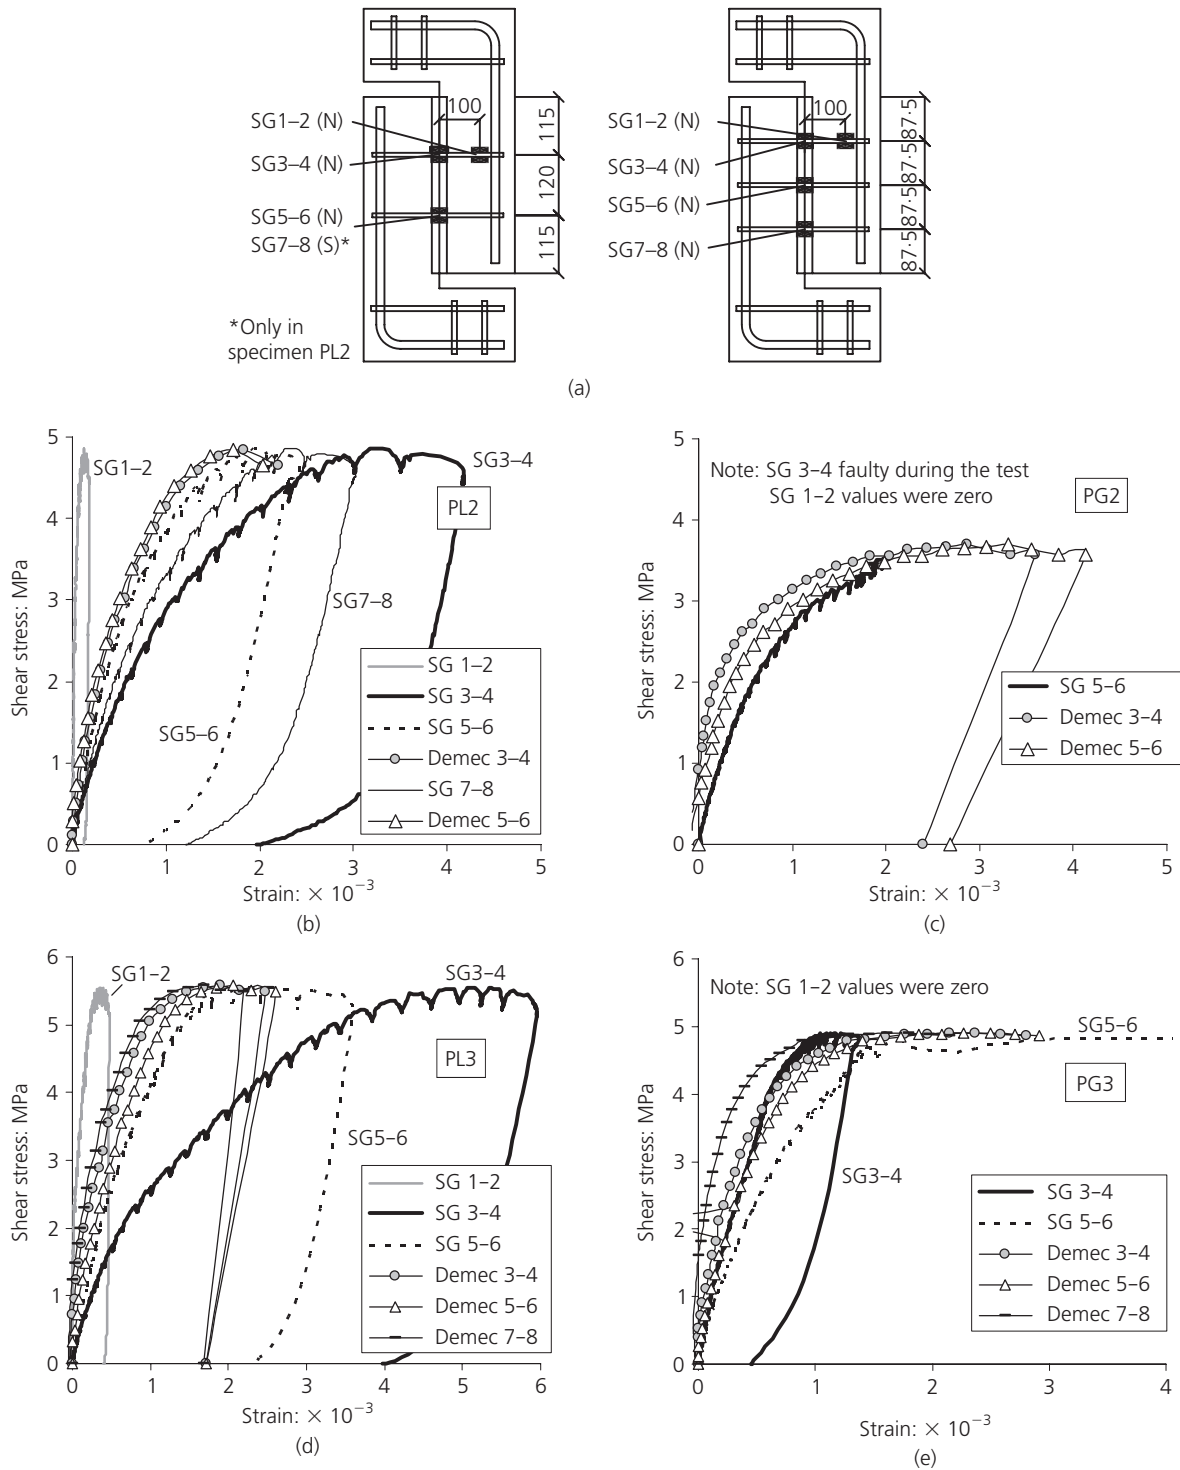 SG1–2 (N)
SG3–4 (N)
SG5–6 (N)
SG7–8 (S)*
*Only in
specimen PL2
100
115
120
115
SG1–2 (N)
SG3–4 (N)
SG5–6 (N)
SG7–8 (N)
100
87·5
87·5
87·5
87·5
(a)
Shear stress: MPa
5
4
3
2
1
0
SG1–2
SG3–4
PL2
SG7–8
SG5–6
SG 1–2
SG 3–4
SG 5–6
Demec 3–4
SG 7–8
Demec 5–6
0 1 2 3 4 5
Strain: × 10⁻³
(b)
Shear stress: MPa
5
4
3
2
1
0
Note: SG 3–4 faulty during the test
SG 1–2 values were zero
PG2
SG 5–6
Demec 3–4
Demec 5–6
0 1 2 3 4 5
Strain: × 10⁻³
(c)
Shear stress: MPa
6
5
4
3
2
1
0
SG1–2
SG3–4
PL3
SG5–6
SG 1–2
SG 3–4
SG 5–6
Demec 3–4
Demec 5–6
Demec 7–8
0 1 2 3 4 5 6
Strain: × 10⁻³
(d)
Shear stress: MPa
6
5
4
3
2
1
0
Note: SG 1–2 values were zero
SG5–6
PG3
SG3–4
SG 3–4
SG 5–6
Demec 3–4
Demec 5–6
Demec 7–8
0 1 2 3 4
Strain: × 10⁻³
(e)